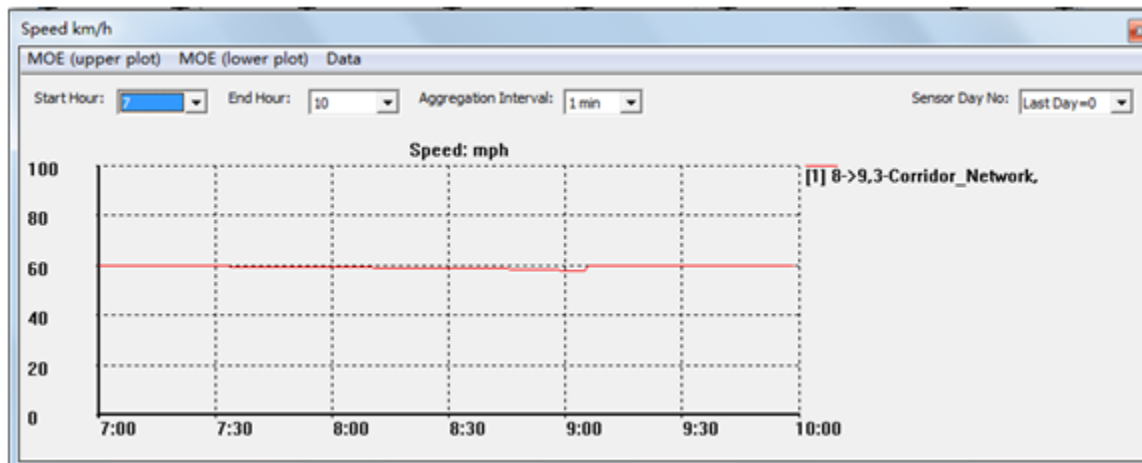 Speed km/h
MOE (upper plot) MOE (lower plot) Data
Start Hour: 7 End Hour: 10 Aggregation Interval: 1 min Sensor Day No: Last Day=0
Speed: mph
[1] 8->9,3-Corridor_Network,
100
80
60
40
20
0
7:00 7:30 8:00 8:30 9:00 9:30 10:00